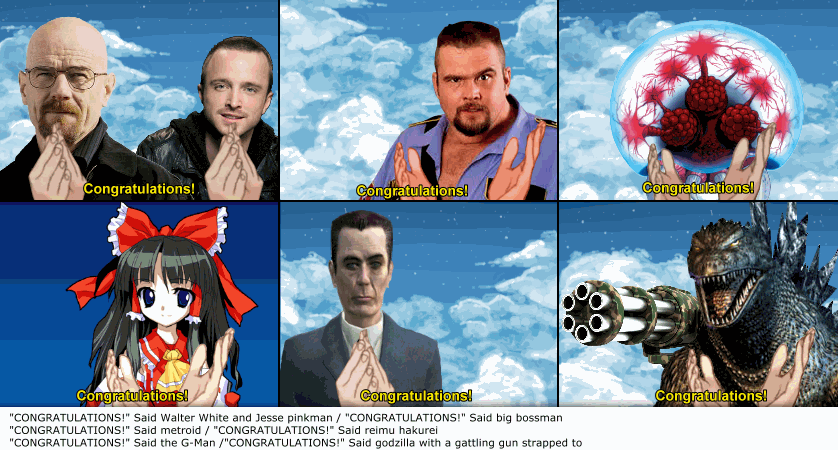 Congratulations!
Congratulations!
Congratulations!
Congratulations!
Congratulations!
Congratulations!
"CONGRATULATIONS!" Said Walter White and Jesse pinkman / "CONGRATULATIONS!" Said big bossman
"CONGRATULATIONS!" Said metroid / "CONGRATULATIONS!" Said reimu hakurei
"CONGRATULATIONS!" Said the G-Man /"CONGRATULATIONS!" Said godzilla with a gattling gun strapped to